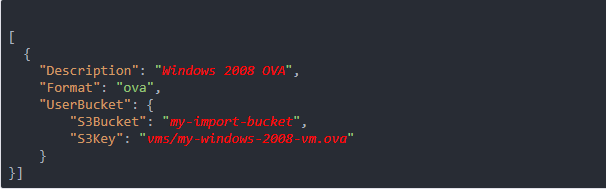 [
  {
    "Description": "Windows 2008 OVA",
    "Format": "ova",
    "UserBucket": {
        "S3Bucket": "my-import-bucket",
        "S3Key": "vms/my-windows-2008-vm.ova"
    }
}]